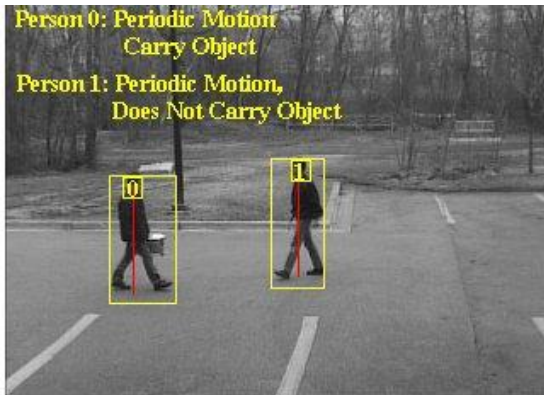 Person 0: Periodic Motion
Carry Object
Person 1: Periodic Motion,
Does Not Carry Object
0
1